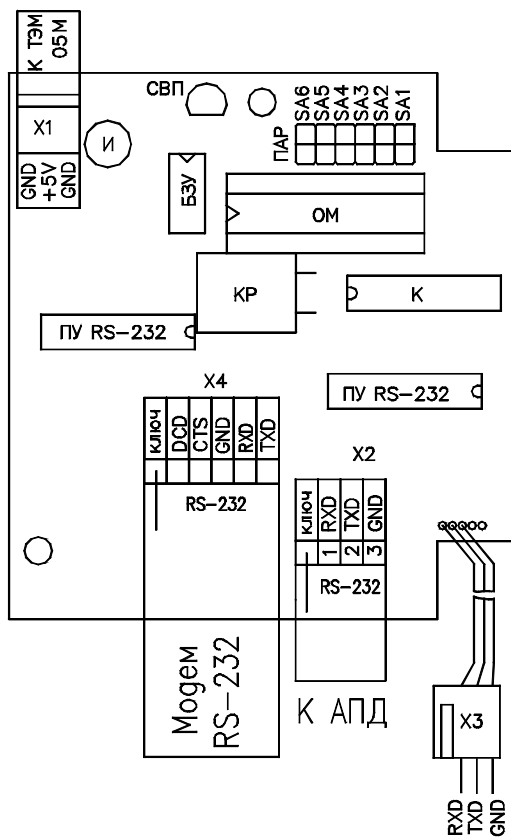 К ТЭМ
05М
X1
GND
+5V
GND
И
СВП
БЗУ
ПАР
SA6
SA5
SA4
SA3
SA2
SA1
ОМ
КР
К
ПУ RS-232
ПУ RS-232
X4
КЛЮЧ
DCD
CTS
GND
RXD
TXD
RS-232
Модем
RS-232
X2
КЛЮЧ
RXD
TXD
GND
1
2
3
RS-232
К АПД
X3
RXD
TXD
GND